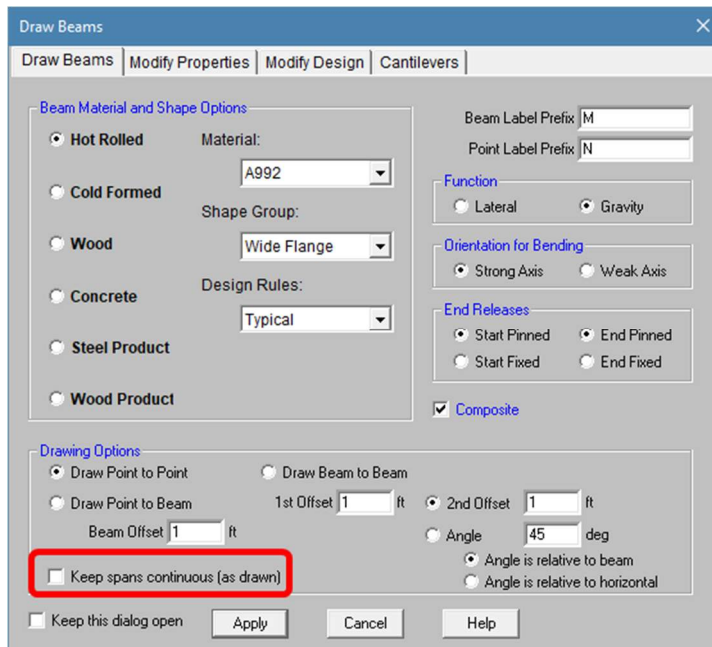 Draw Beams
Draw Beams Modify Properties Modify Design Cantilevers
Beam Material and Shape Options
Hot Rolled
Cold Formed
Wood
Concrete
Steel Product
Wood Product
Material:
A992
Shape Group:
Wide Flange
Design Rules:
Typical
Beam Label Prefix M
Point Label Prefix N
Function
Lateral Gravity
Orientation for Bending
Strong Axis Weak Axis
End Releases
Start Pinned End Pinned
Start Fixed End Fixed
Composite
Drawing Options
Draw Point to Point Draw Beam to Beam
Draw Point to Beam 1st Offset 1 ft 2nd Offset 1 ft
Beam Offset 1 ft Angle 45 deg
Angle is relative to beam
Keep spans continuous (as drawn) Angle is relative to horizontal
Keep this dialog open Apply Cancel Help